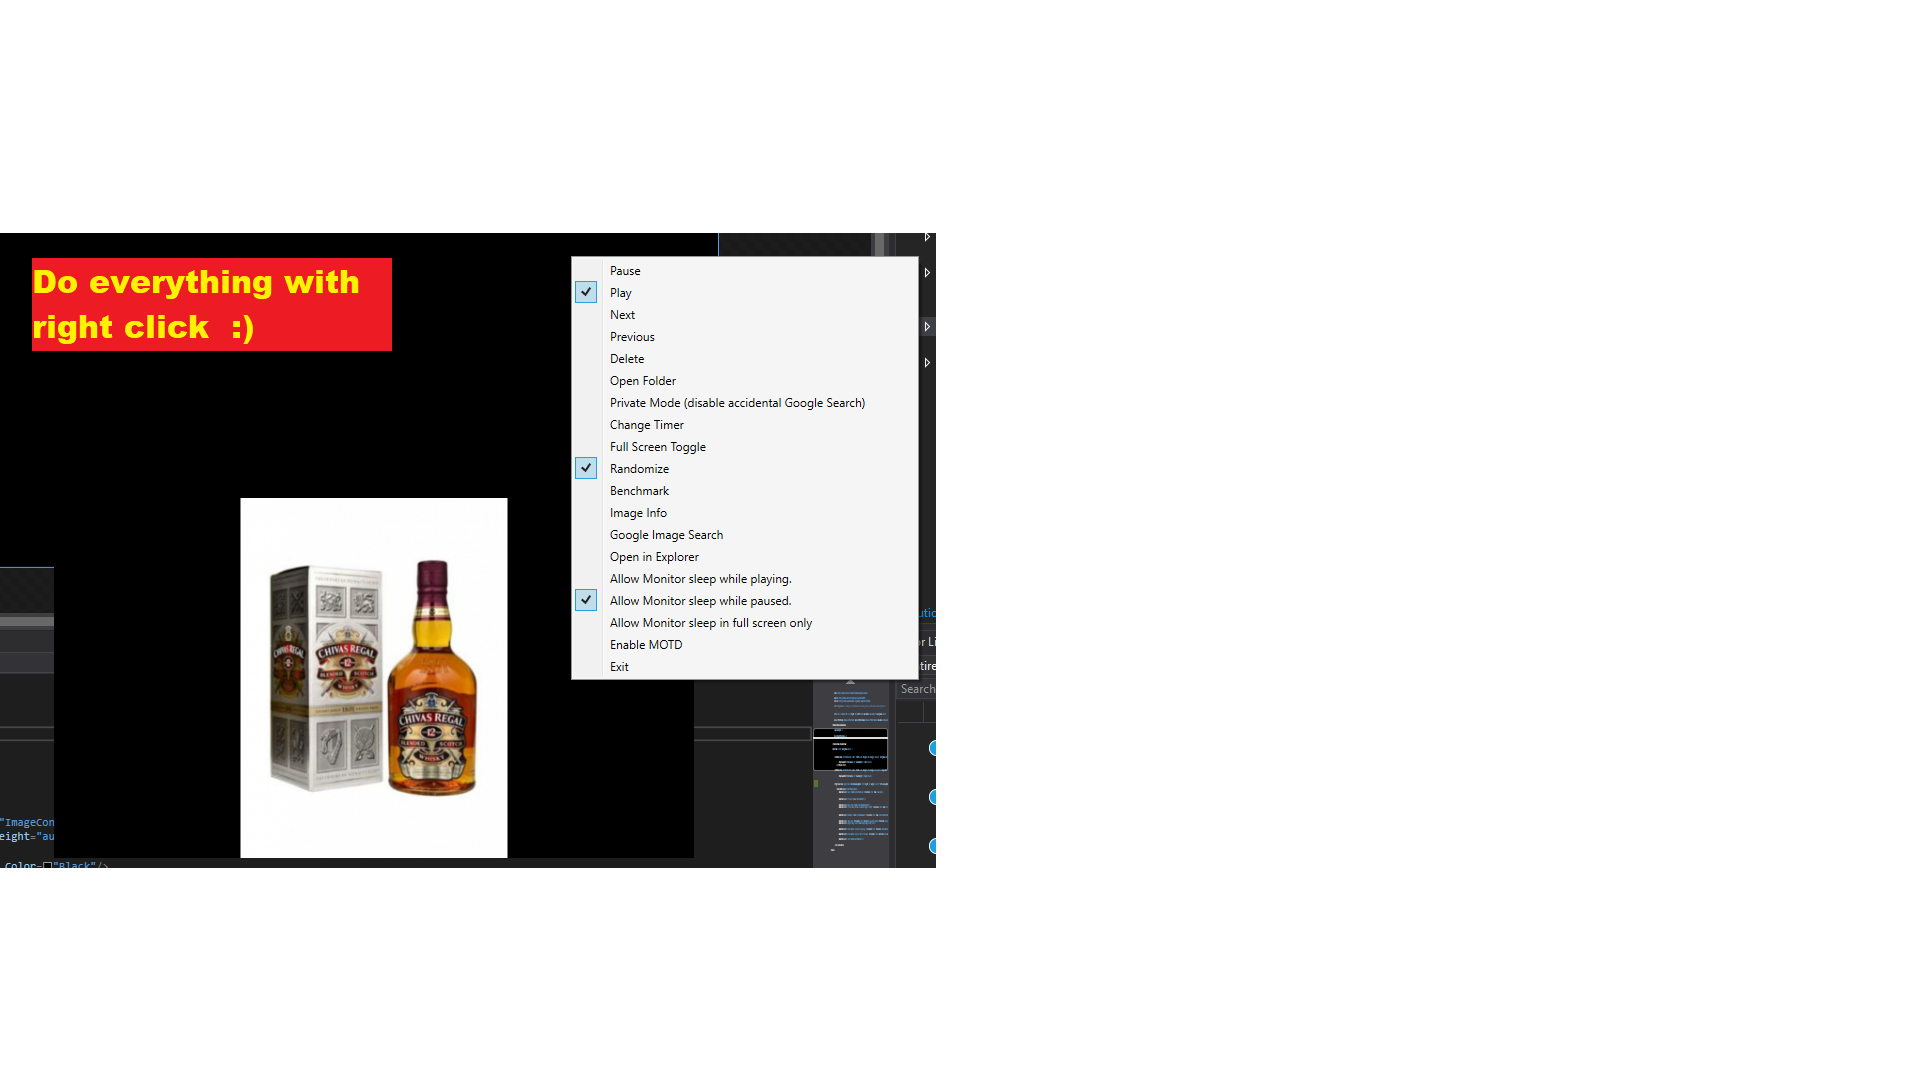 Do everything with
right click  :)
Pause
Play
Next
Previous
Delete
Open Folder
Private Mode (disable accidental Google Search)
Change Timer
Full Screen Toggle
Randomize
Benchmark
Image Info
Google Image Search
Open in Explorer
Allow Monitor sleep while playing.
Allow Monitor sleep while paused.
Allow Monitor sleep in full screen only
Enable MOTD
Exit
CHIVAS REGAL
12
BLENDED SCOTCH
WHISKY
CHIVAS REGAL
12
BLENDED SCOTCH
WHISKY
Search
"ImageCon
eight="au
Color="Black"/>